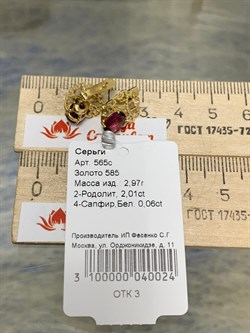 ГОСТ 17435-72
Серьги
Арт. 565с
Золото 585
Масса изд. 2,97г
2-Родолит, 2,01ct
4-Сапфир.Бел. 0,06ct
Производитель ИП Фесенко С.Г.
Москва, ул. Орджоникидзе, д. 11
3 100000 040024
ОТК 3
ГОСТ 17435-72